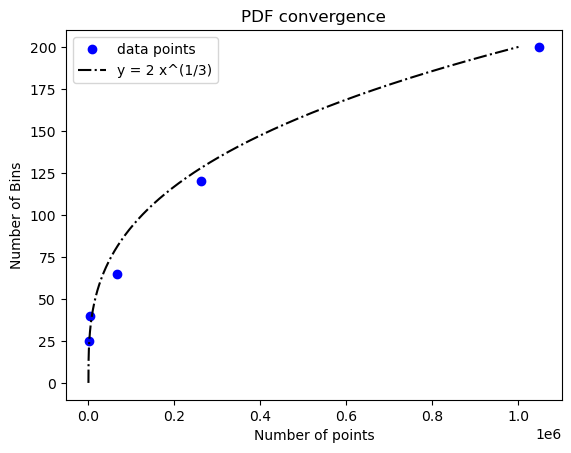 PDF convergence
data points
y = 2 x^(1/3)
Number of Bins
200
175
150
125
100
75
50
25
0
0.0 0.2 0.4 0.6 0.8 1.0
1e6
Number of points